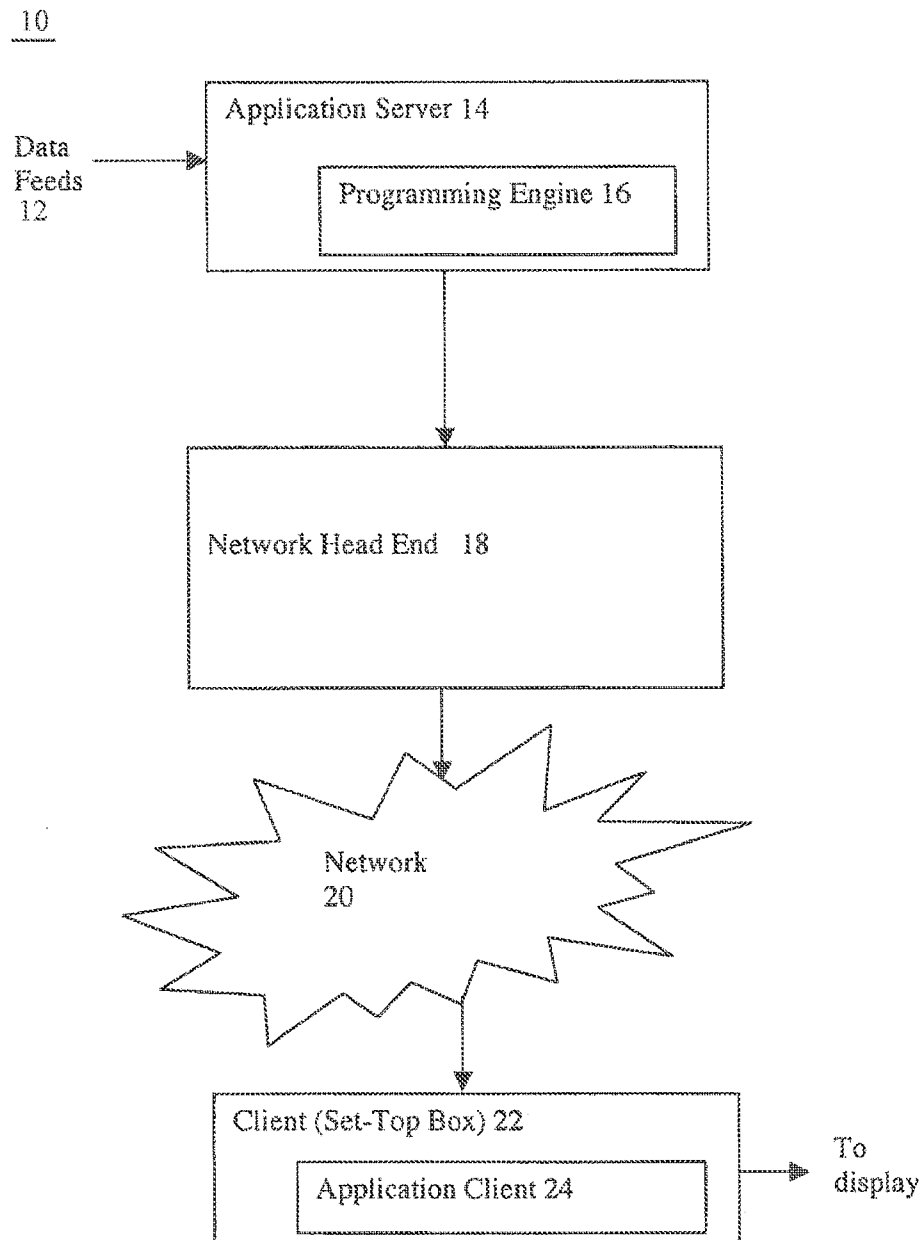 10
Application Server 14
Data
Feeds
12
Programming Engine 16
Network Head End 18
Network
20
Client (Set-Top Box) 22
Application Client 24
To
display